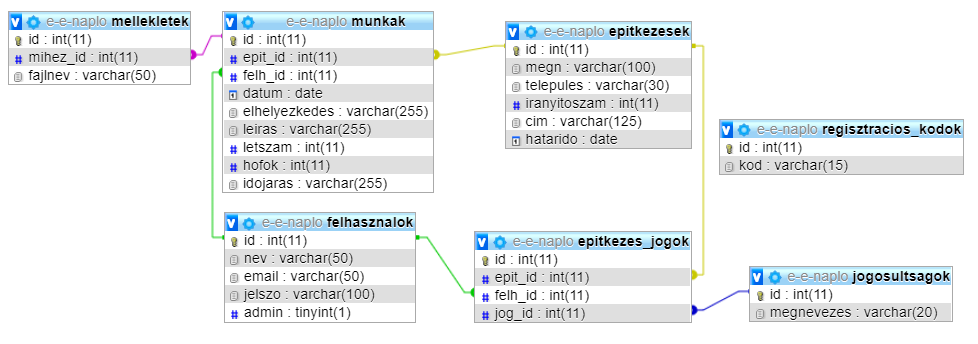 e-e-naplo mellekletek
id : int(11)
mihez_id : int(11)
fajlnev : varchar(50)
e-e-naplo munkak
id : int(11)
epit_id : int(11)
felh_id : int(11)
datum : date
elhelyezkedes : varchar(255)
leiras : varchar(255)
letszam : int(11)
hofok : int(11)
idojaras : varchar(255)
e-e-naplo epitkezesek
id : int(11)
megn : varchar(100)
telepules : varchar(30)
iranyitoszam : int(11)
cim : varchar(125)
hatarido : date
e-e-naplo regisztracios_kodok
id : int(11)
kod : varchar(15)
e-e-naplo felhasznalok
id : int(11)
nev : varchar(50)
email : varchar(50)
jelszo : varchar(100)
admin : tinyint(1)
e-e-naplo epitkezes_jogok
id : int(11)
epit_id : int(11)
felh_id : int(11)
jog_id : int(11)
e-e-naplo jogosultsagok
id : int(11)
megnevezes : varchar(20)